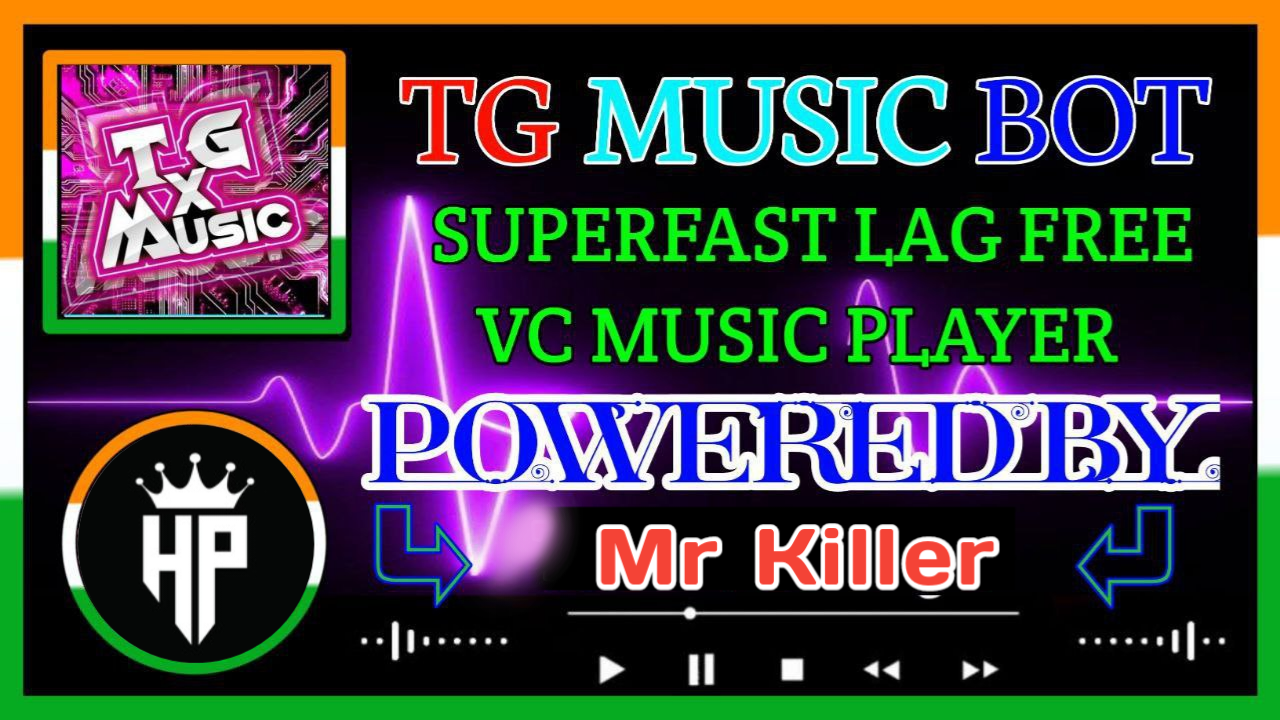 TG
X
MUSIC
TG MUSIC BOT
SUPERFAST LAG FREE
VC MUSIC PLAYER
POWERED BY
HP
Mr Killer